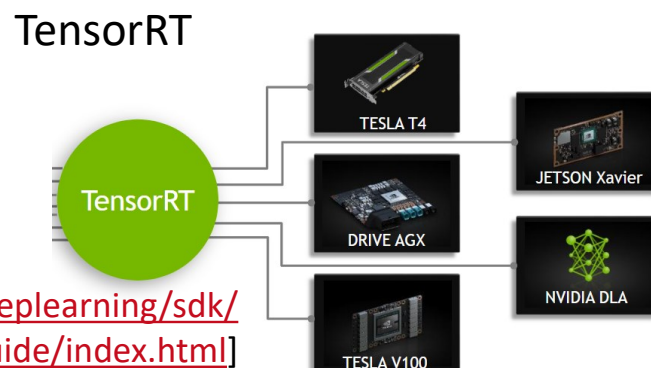 TensorRT
TESLA T4
JETSON Xavier
TensorRT
DRIVE AGX
NVIDIA DLA
eplearning/sdk/
uide/index.html]
TESLA V100